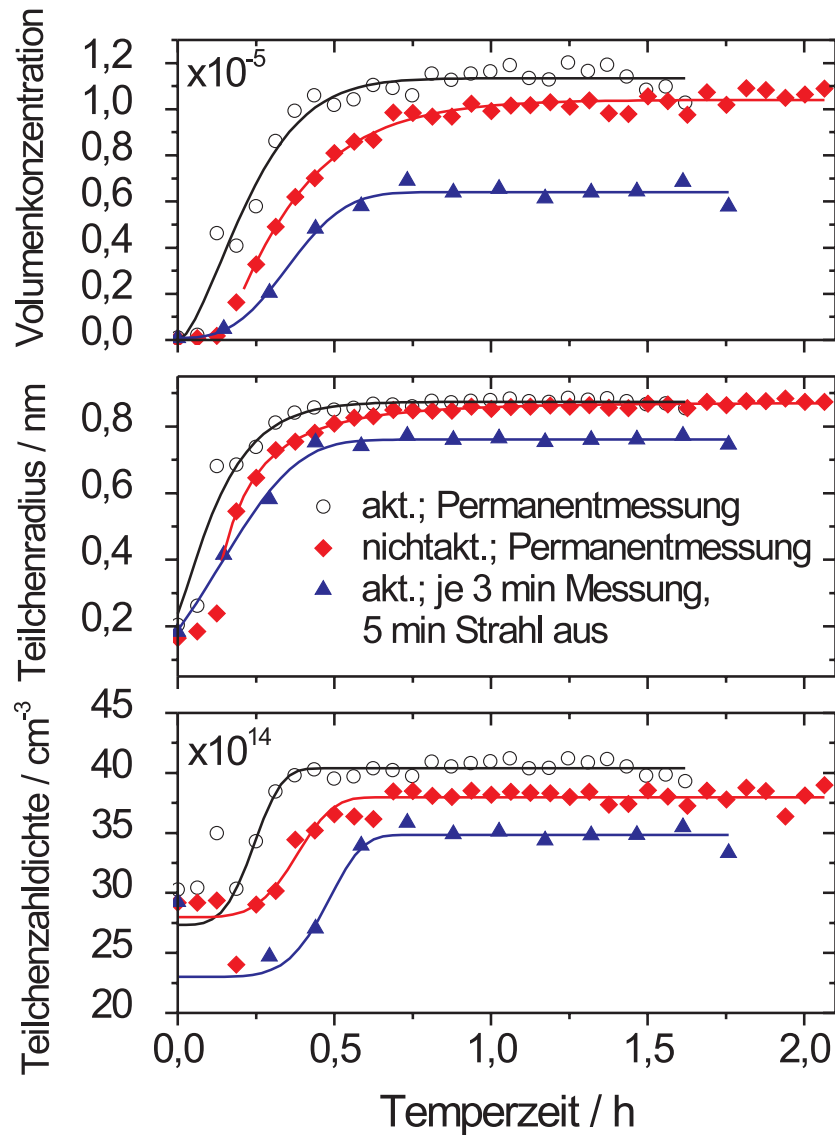 Volumenkonzentration
x10-5
1,2
1,0
0,8
0,6
0,4
0,2
0,0
Teilchenradius / nm
0,8
0,6
0,4
0,2
akt.; Permanentmessung
nichtakt.; Permanentmessung
akt.; je 3 min Messung,
5 min Strahl aus
Teilchenzahldichte / cm-3
x1014
45
40
35
30
25
20
0,0 0,5 1,0 1,5 2,0
Temperzeit / h